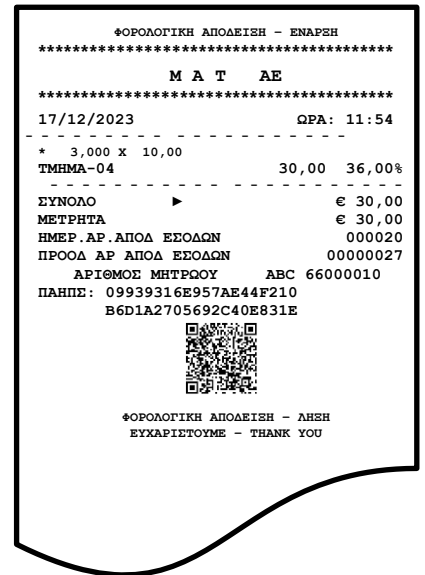 ΦΟΡΟΛΟΓΙΚΗ ΑΠΟΔΕΙΞΗ – ΕΝΑΡΞΗ
******************************************
Μ Α Τ ΑΕ
******************************************
17/12/2023 ΩΡΑ: 11:54
- - - - - - - - - - - - - - - - - - - -
* 3,000 X 10,00
ΤΜΗΜΑ-04 30,00 36,00%
- - - - - - - - - - - - - - - - - - - -
ΣΥΝΟΛΟ ► € 30,00
ΜΕΤΡΗΤΑ € 30,00
ΗΜΕΡ.ΑΡ.ΑΠΟΔ ΕΣΟΔΩΝ 000020
ΠΡΟΟΔ ΑΡ ΑΠΟΔ ΕΣΟΔΩΝ 00000027
ΑΡΙΘΜΟΣ ΜΗΤΡΩΟΥ ABC 66000010
ΠΑΗΠΣ: 09939316E957AE44F210
B6D1A2705692C40E831E
ΦΟΡΟΛΟΓΙΚΗ ΑΠΟΔΕΙΞΗ – ΛΗΞΗ
ΕΥΧΑΡΙΣΤΟΥΜΕ – THANK YOU